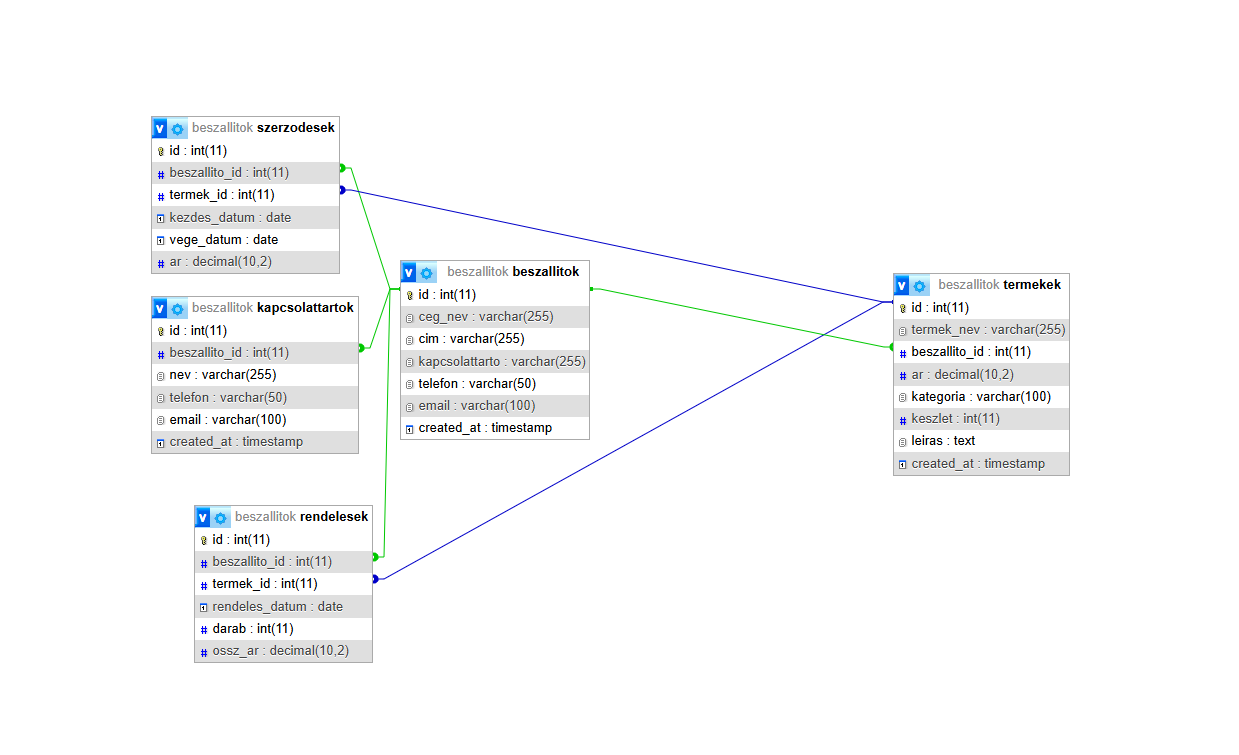 beszallitok szerzodesek
id : int(11)
beszallito_id : int(11)
termek_id : int(11)
kezdes_datum : date
vege_datum : date
ar : decimal(10,2)
beszallitok kapcsolattartok
id : int(11)
beszallito_id : int(11)
nev : varchar(255)
telefon : varchar(50)
email : varchar(100)
created_at : timestamp
beszallitok beszallitok
id : int(11)
ceg_nev : varchar(255)
cim : varchar(255)
kapcsolattarto : varchar(255)
telefon : varchar(50)
email : varchar(100)
created_at : timestamp
beszallitok termekek
id : int(11)
termek_nev : varchar(255)
beszallito_id : int(11)
ar : decimal(10,2)
kategoria : varchar(100)
keszlet : int(11)
leiras : text
created_at : timestamp
beszallitok rendelesek
id : int(11)
beszallito_id : int(11)
termek_id : int(11)
rendeles_datum : date
darab : int(11)
ossz_ar : decimal(10,2)